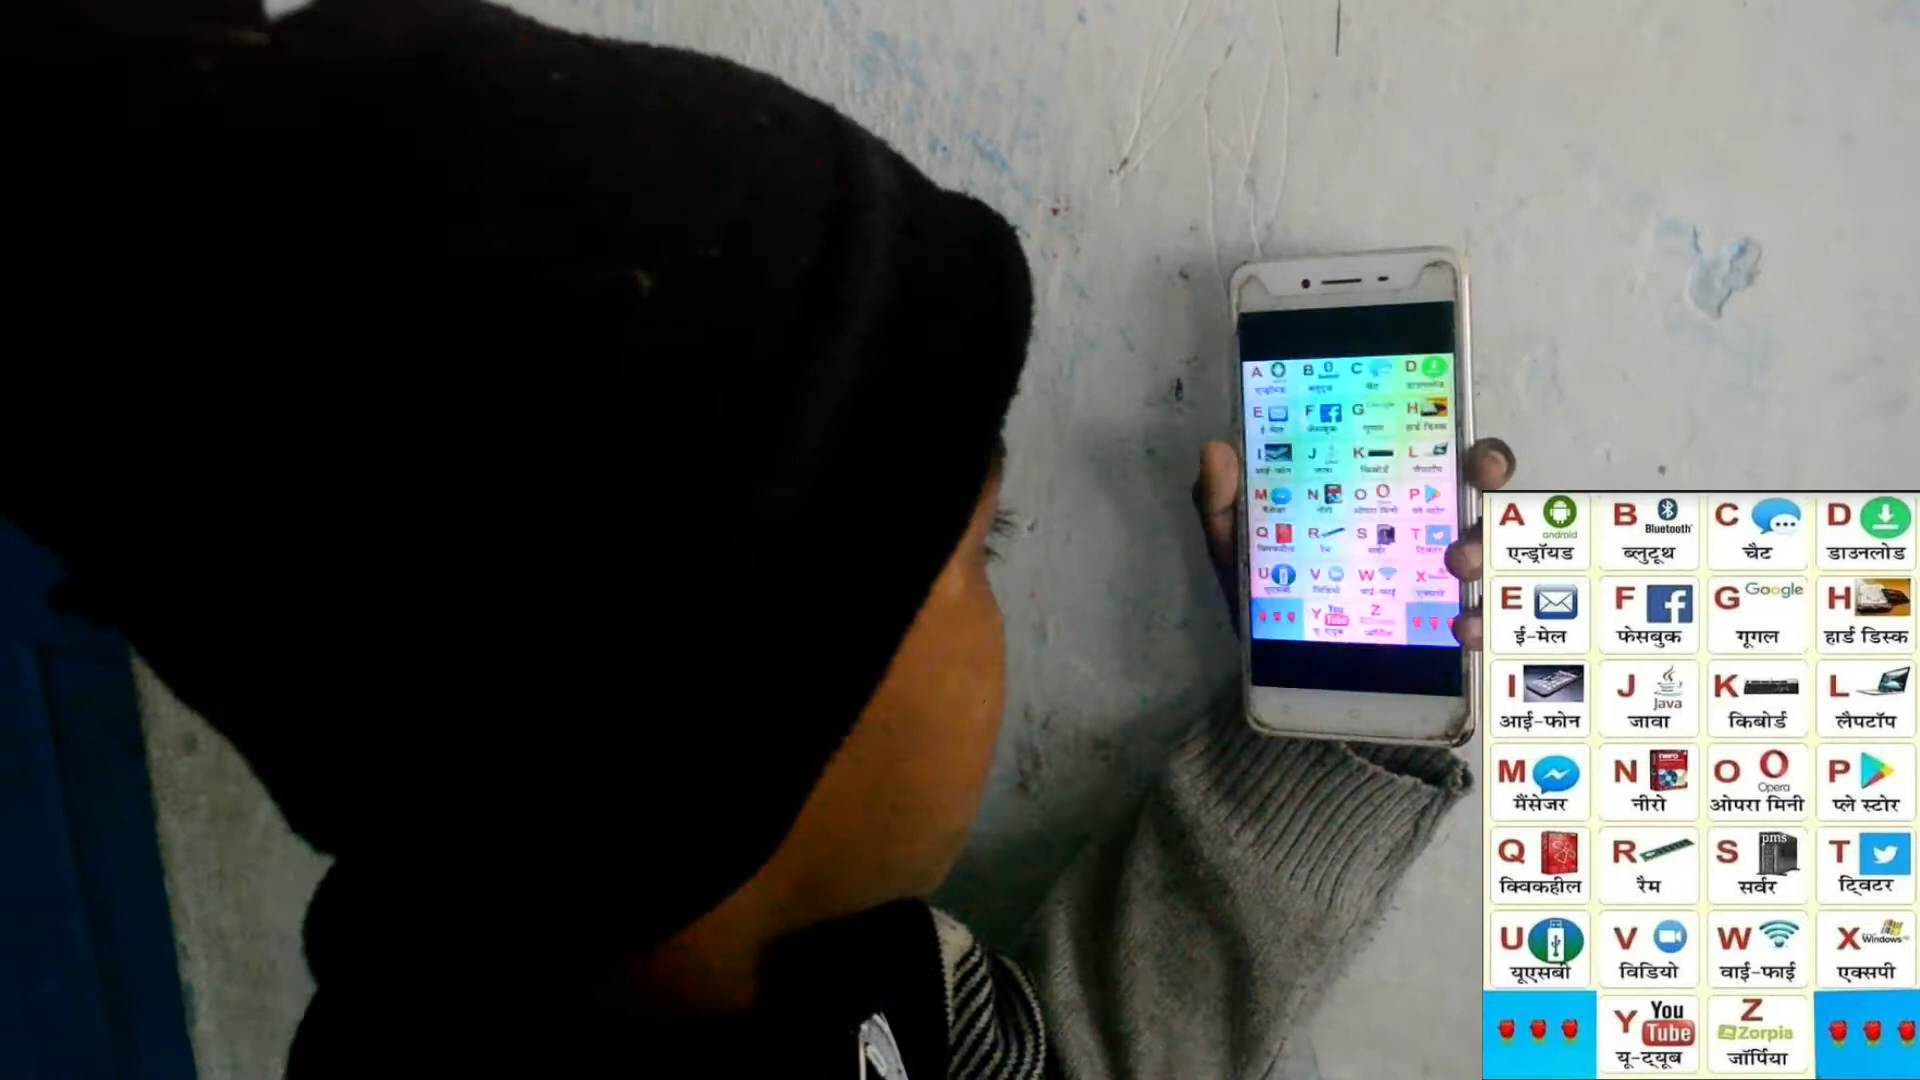 A android B Bluetooth C D
एन्ड्रॉयड ब्लुटूथ चैट डाउनलोड
E F G Google H
ई-मेल फेसबुक गूगल हार्ड डिस्क
I J Java K L
आई-फोन जावा किबोर्ड लैपटॉप
M N O Opera P
मैंसेजर नीरो ओपरा मिनी प्ले स्टोर
Q R S pms T
क्विकहील रैम सर्वर ट्विटर
U V W X Windows
यूएसबी विडियो वाई-फाई एक्सपी
Y You Tube Z Zorpia
यू-ट्यूब जॉर्पिया